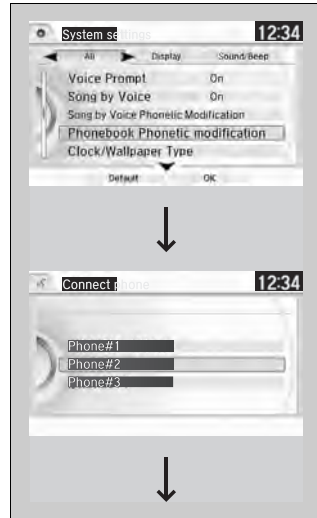 System settings 12:34
All Display Sound/Beep
Voice Prompt On
Song by Voice On
Song by Voice Phonetic Modification
Phonebook Phonetic modification
Clock/Wallpaper Type
Default OK
Connect phone 12:34
Phone#1
Phone#2
Phone#3